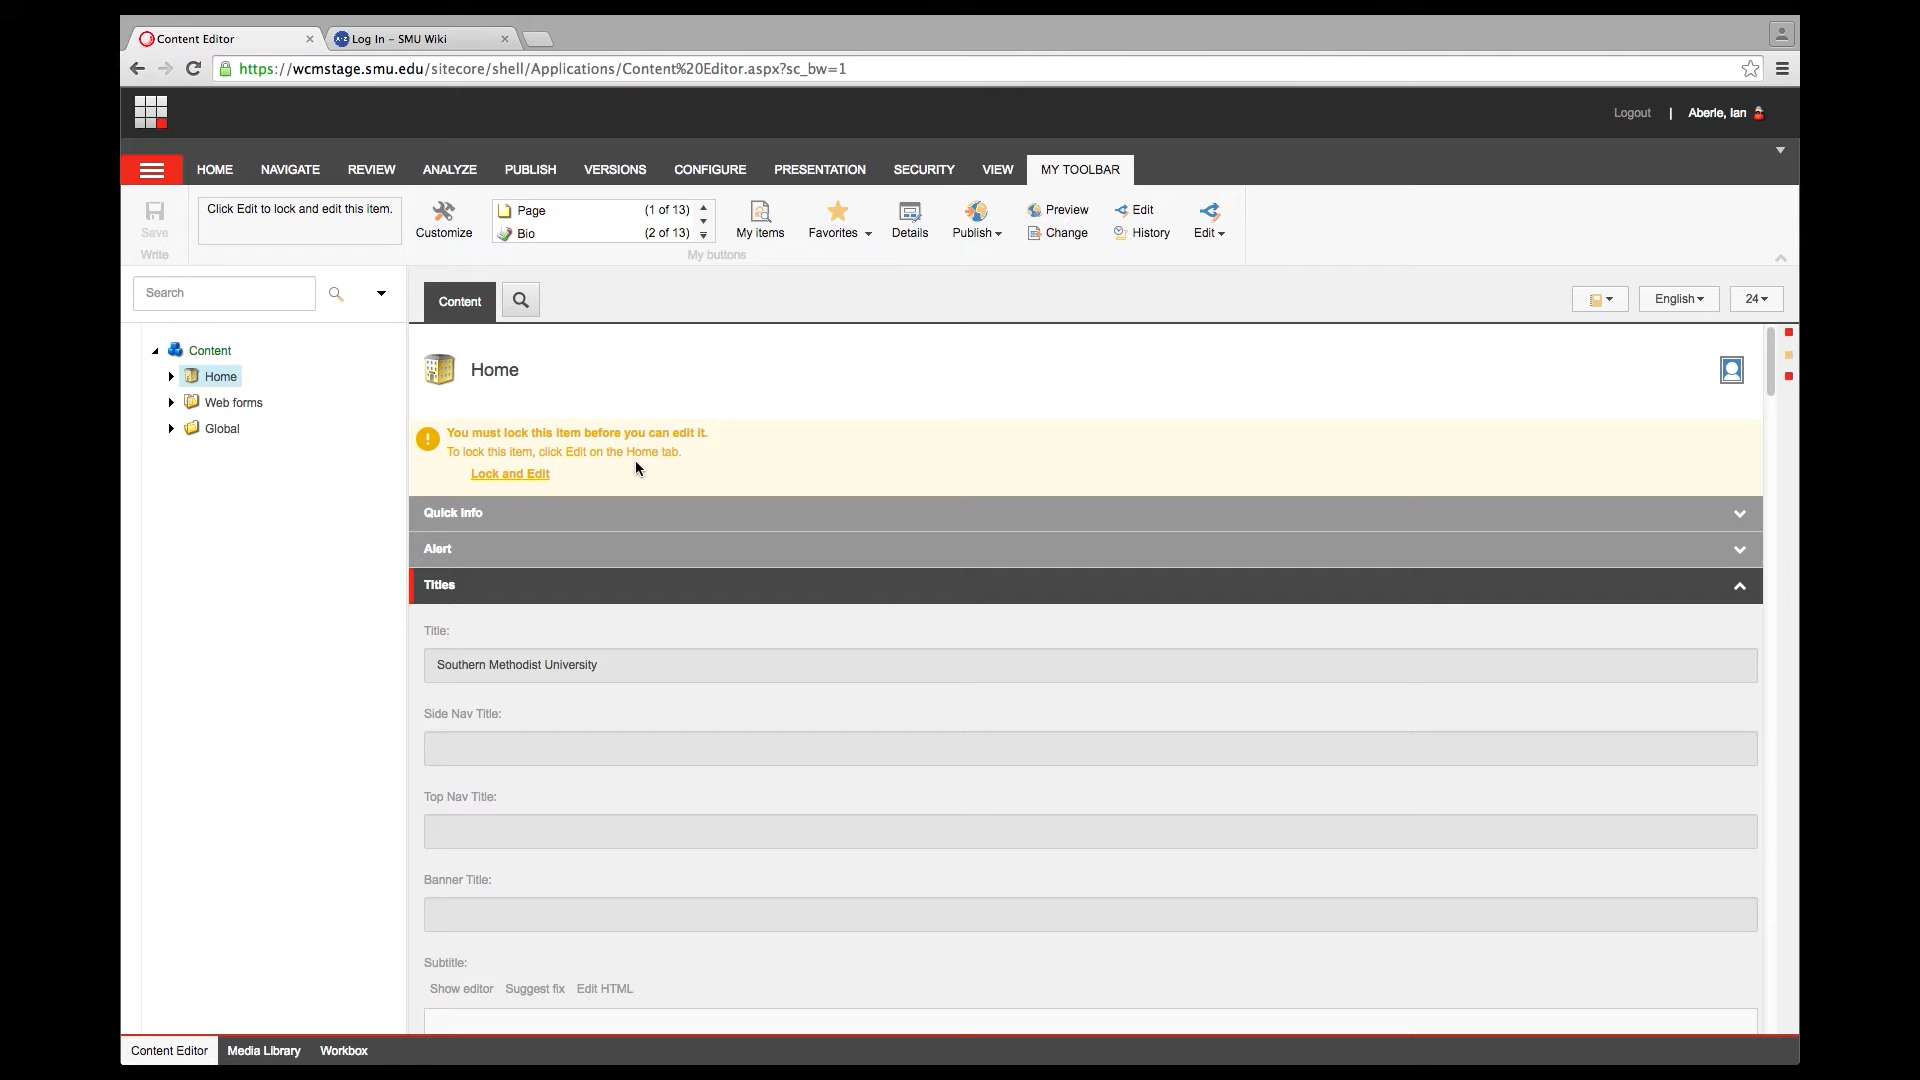 Content Editor
Log In – SMU Wiki
https://wcmstage.smu.edu/sitecore/shell/Applications/Content%20Editor.aspx?sc_bw=1
Logout | Aberle, Ian
HOME NAVIGATE REVIEW ANALYZE PUBLISH VERSIONS CONFIGURE PRESENTATION SECURITY VIEW MY TOOLBAR
Save
Write
Click Edit to lock and edit this item.
Customize
Page (1 of 13)
Bio (2 of 13)
My items
Favorites
Details
Publish
Preview
Change
Edit
History
Edit
My buttons
Search
Content
English
24
Content
Home
Web forms
Global
Home
You must lock this item before you can edit it.
To lock this item, click Edit on the Home tab.
Lock and Edit
Quick Info
Alert
Titles
Title:
Southern Methodist University
Side Nav Title:
Top Nav Title:
Banner Title:
Subtitle:
Show editor Suggest fix Edit HTML
Content Editor Media Library Workbox